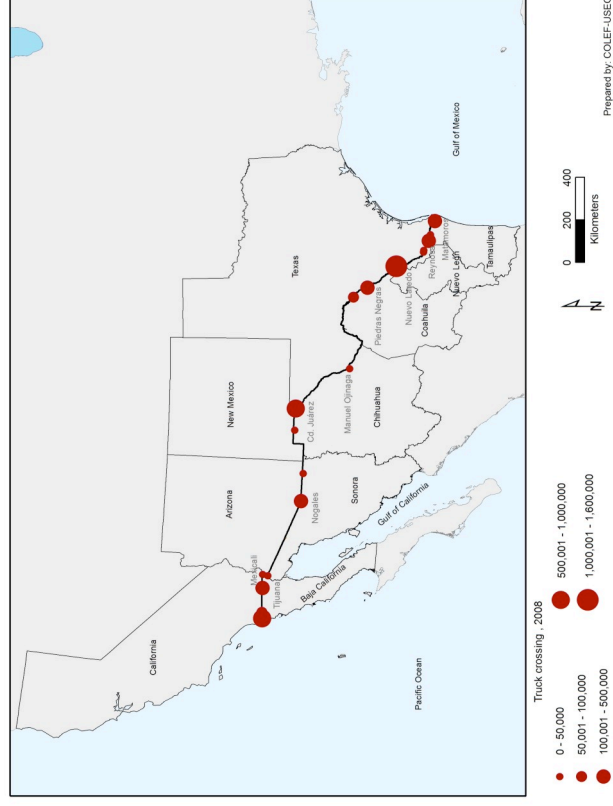 California
Arizona
New Mexico
Texas
Mexicali
Tijuana
Baja California
Nogales
Sonora
Gulf of California
Cd. Juárez
Manuel Ojinaga
Chihuahua
Piedras Negras
Nuevo Laredo
Coahuila
Nuevo León
Matamoros
Tamaulipas
Gulf of Mexico
Pacific Ocean
Truck crossing , 2008
0 - 50,000
50,001 - 100,000
100,001 - 500,000
500,001 - 1,000,000
1,000,001 - 1,600,000
N
0 200 400
Kilometers
Prepared by: COLEF-USEC